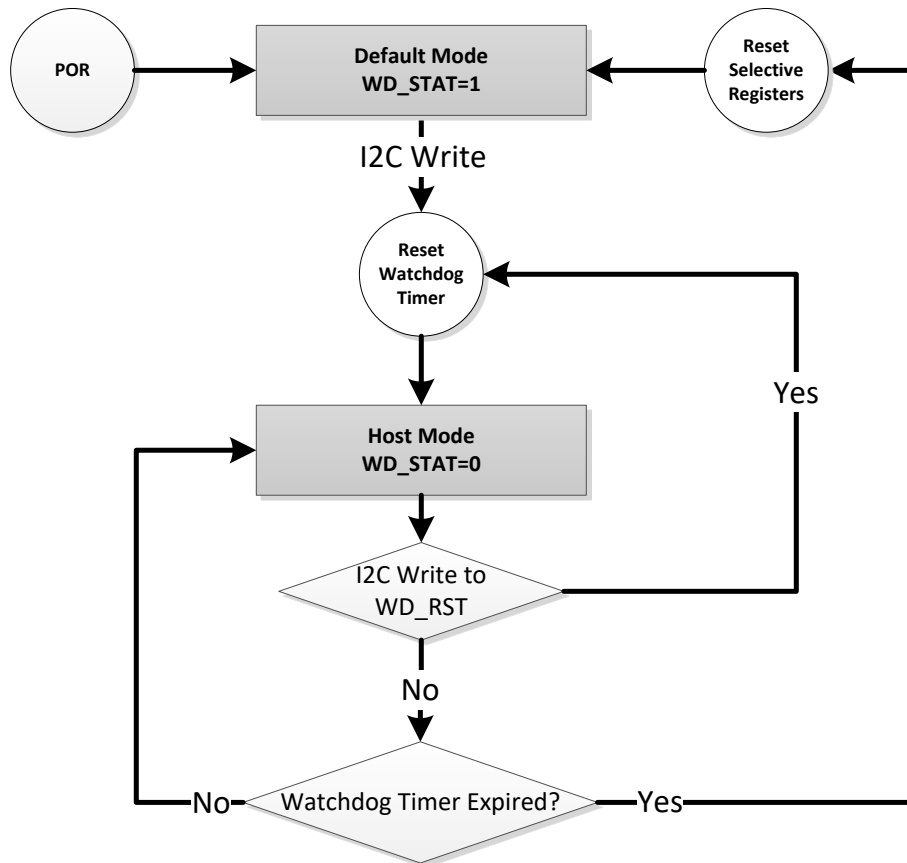 POR
Default Mode
WD_STAT=1
Reset
Selective
Registers
I2C Write
Reset
Watchdog
Timer
Yes
Host Mode
WD_STAT=0
I2C Write to
WD_RST
No
No
Watchdog Timer Expired?
Yes